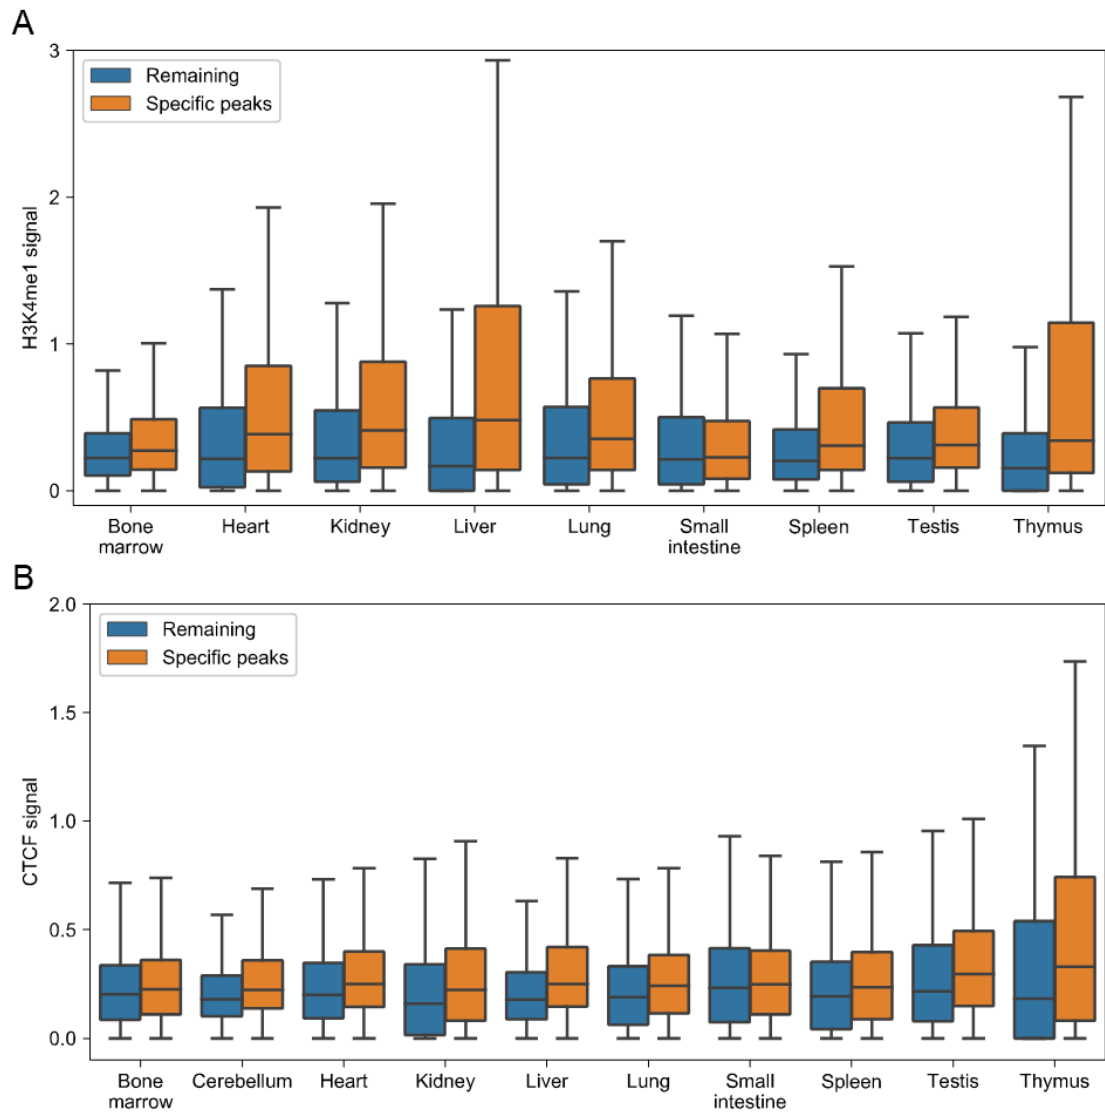 A
3
Remaining
Specific peaks
2
H3K4me1 signal
1
0
Bone marrow
Heart
Kidney
Liver
Lung
Small intestine
Spleen
Testis
Thymus
B
2.0
Remaining
Specific peaks
1.5
CTCF signal
1.0
0.5
0.0
Bone marrow
Cerebellum
Heart
Kidney
Liver
Lung
Small intestine
Spleen
Testis
Thymus